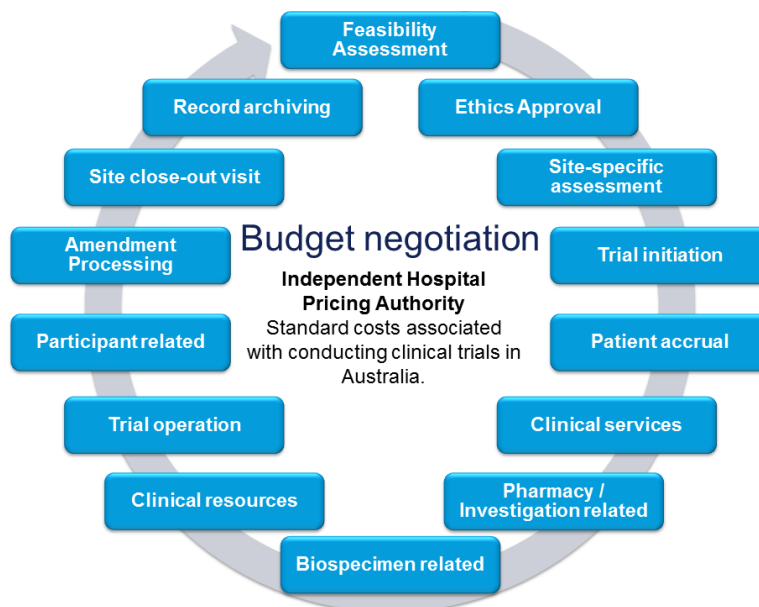 Feasibility
Assessment
Ethics Approval
Site-specific
assessment
Trial initiation
Patient accrual
Clinical services
Pharmacy /
Investigation related
Biospecimen related
Clinical resources
Trial operation
Participant related
Amendment
Processing
Site close-out visit
Record archiving
Budget negotiation
Independent Hospital
Pricing Authority
Standard costs associated
with conducting clinical trials in
Australia.